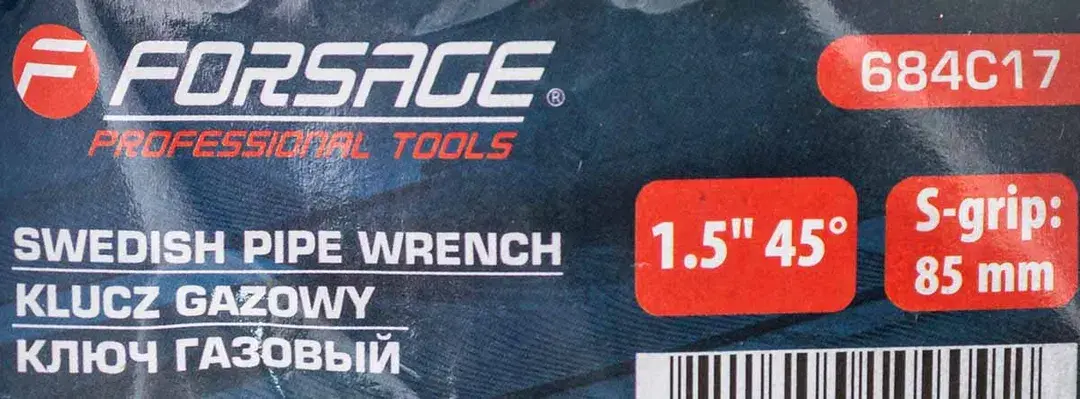 F FORSAGE®
PROFESSIONAL TOOLS
684C17
SWEDISH PIPE WRENCH
KLUCZ GAZOWY
КЛЮЧ ГАЗОВЫЙ
1.5" 45°
S-grip:
85 mm